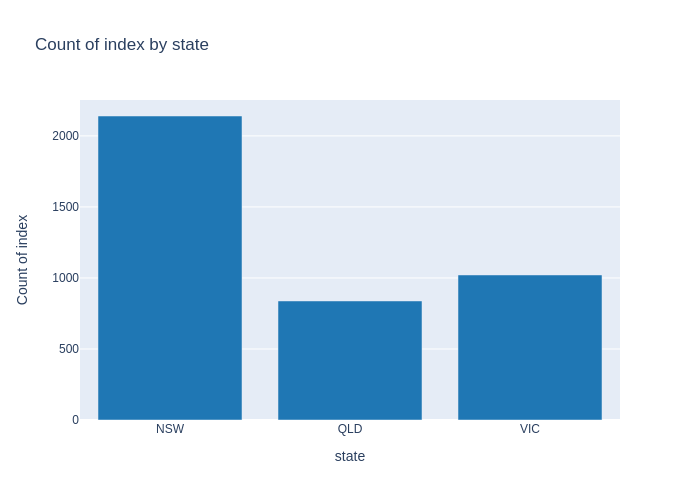 Count of index by state
Count of index
2000
1500
1000
500
0
NSW QLD VIC
state